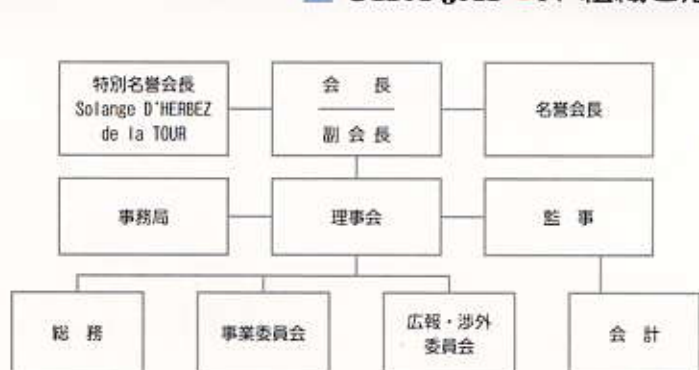 特別名誉会長
Solange D'HERBEZ
de la TOUR
会 長
副 会 長
名誉会長
事務局
理事会
監 事
総 務
事業委員会
広報・渉外
委員会
会 計